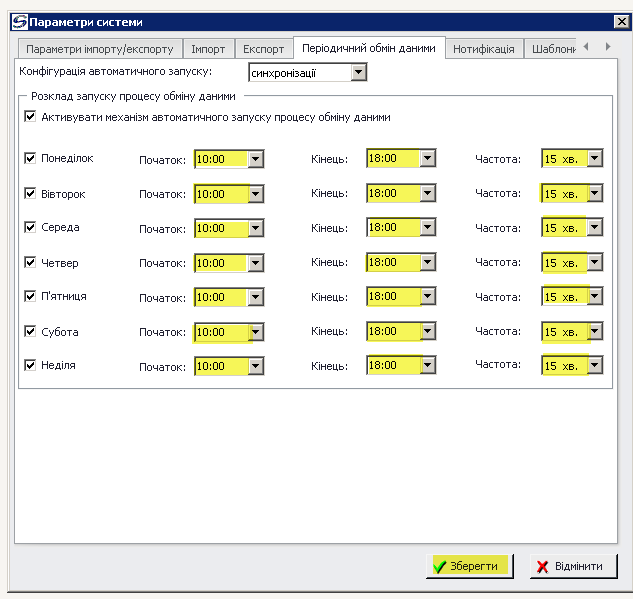 Параметри системи
Параметри імпорту/експорту Імпорт Експорт Періодичний обмін даними Нотифікація Шаблони
Конфігурація автоматичного запуску: синхронізації
Розклад запуску процесу обміну даними
Активувати механізм автоматичного запуску процесу обміну даними
Понеділок Початок: 10:00 Кінець: 18:00 Частота: 15 хв.
Вівторок Початок: 10:00 Кінець: 18:00 Частота: 15 хв.
Середа Початок: 10:00 Кінець: 18:00 Частота: 15 хв.
Четвер Початок: 10:00 Кінець: 18:00 Частота: 15 хв.
П'ятниця Початок: 10:00 Кінець: 18:00 Частота: 15 хв.
Субота Початок: 10:00 Кінець: 18:00 Частота: 15 хв.
Неділя Початок: 10:00 Кінець: 18:00 Частота: 15 хв.
Зберегти Відмінити